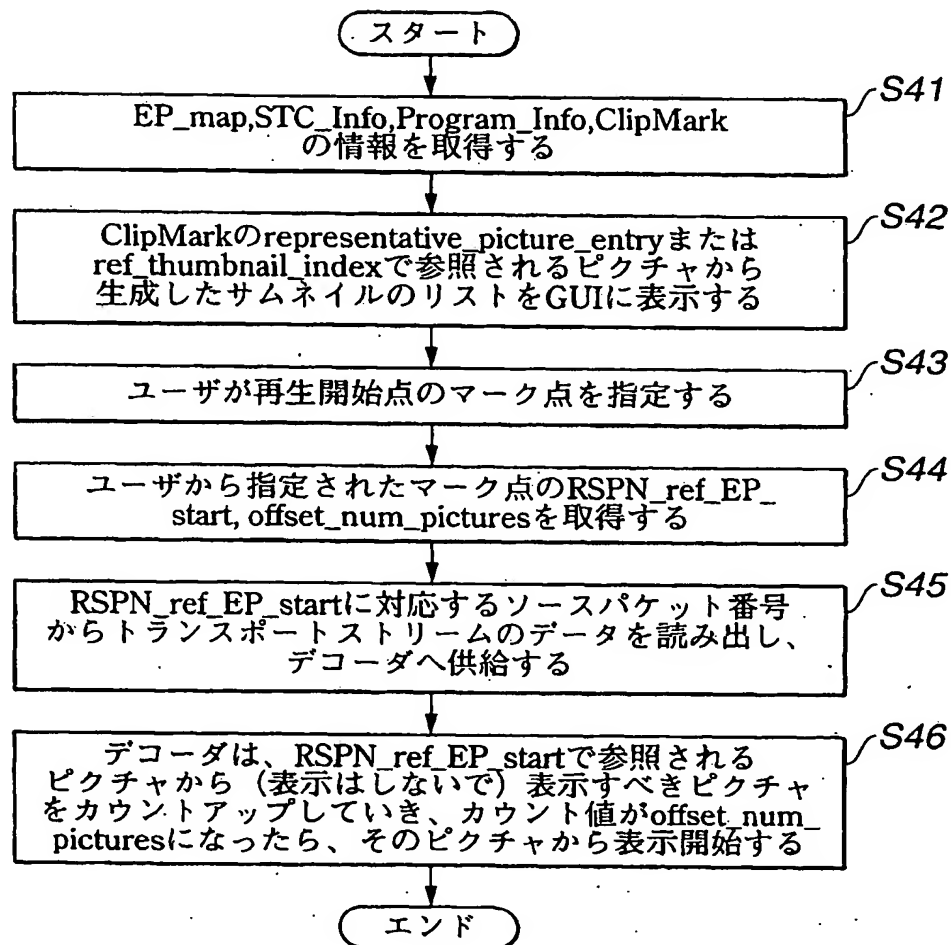 スタート
S41
EP_map,STC_Info,Program_Info,ClipMark
の情報を取得する
S42
ClipMarkのrepresentative_picture_entryまたは
ref_thumbnail_indexで参照されるピクチャから
生成したサムネイルのリストをGUIに表示する
S43
ユーザが再生開始点のマーク点を指定する
S44
ユーザから指定されたマーク点のRSPN_ref_EP_
start, offset_num_picturesを取得する
S45
RSPN_ref_EP_startに対応するソースパケット番号
からトランスポートストリームのデータを読み出し、
デコーダへ供給する
S46
デコーダは、RSPN_ref_EP_startで参照される
ピクチャから（表示はしないで）表示すべきピクチャ
をカウントアップしていき、カウント値がoffset_num_
picturesになったら、そのピクチャから表示開始する
エンド